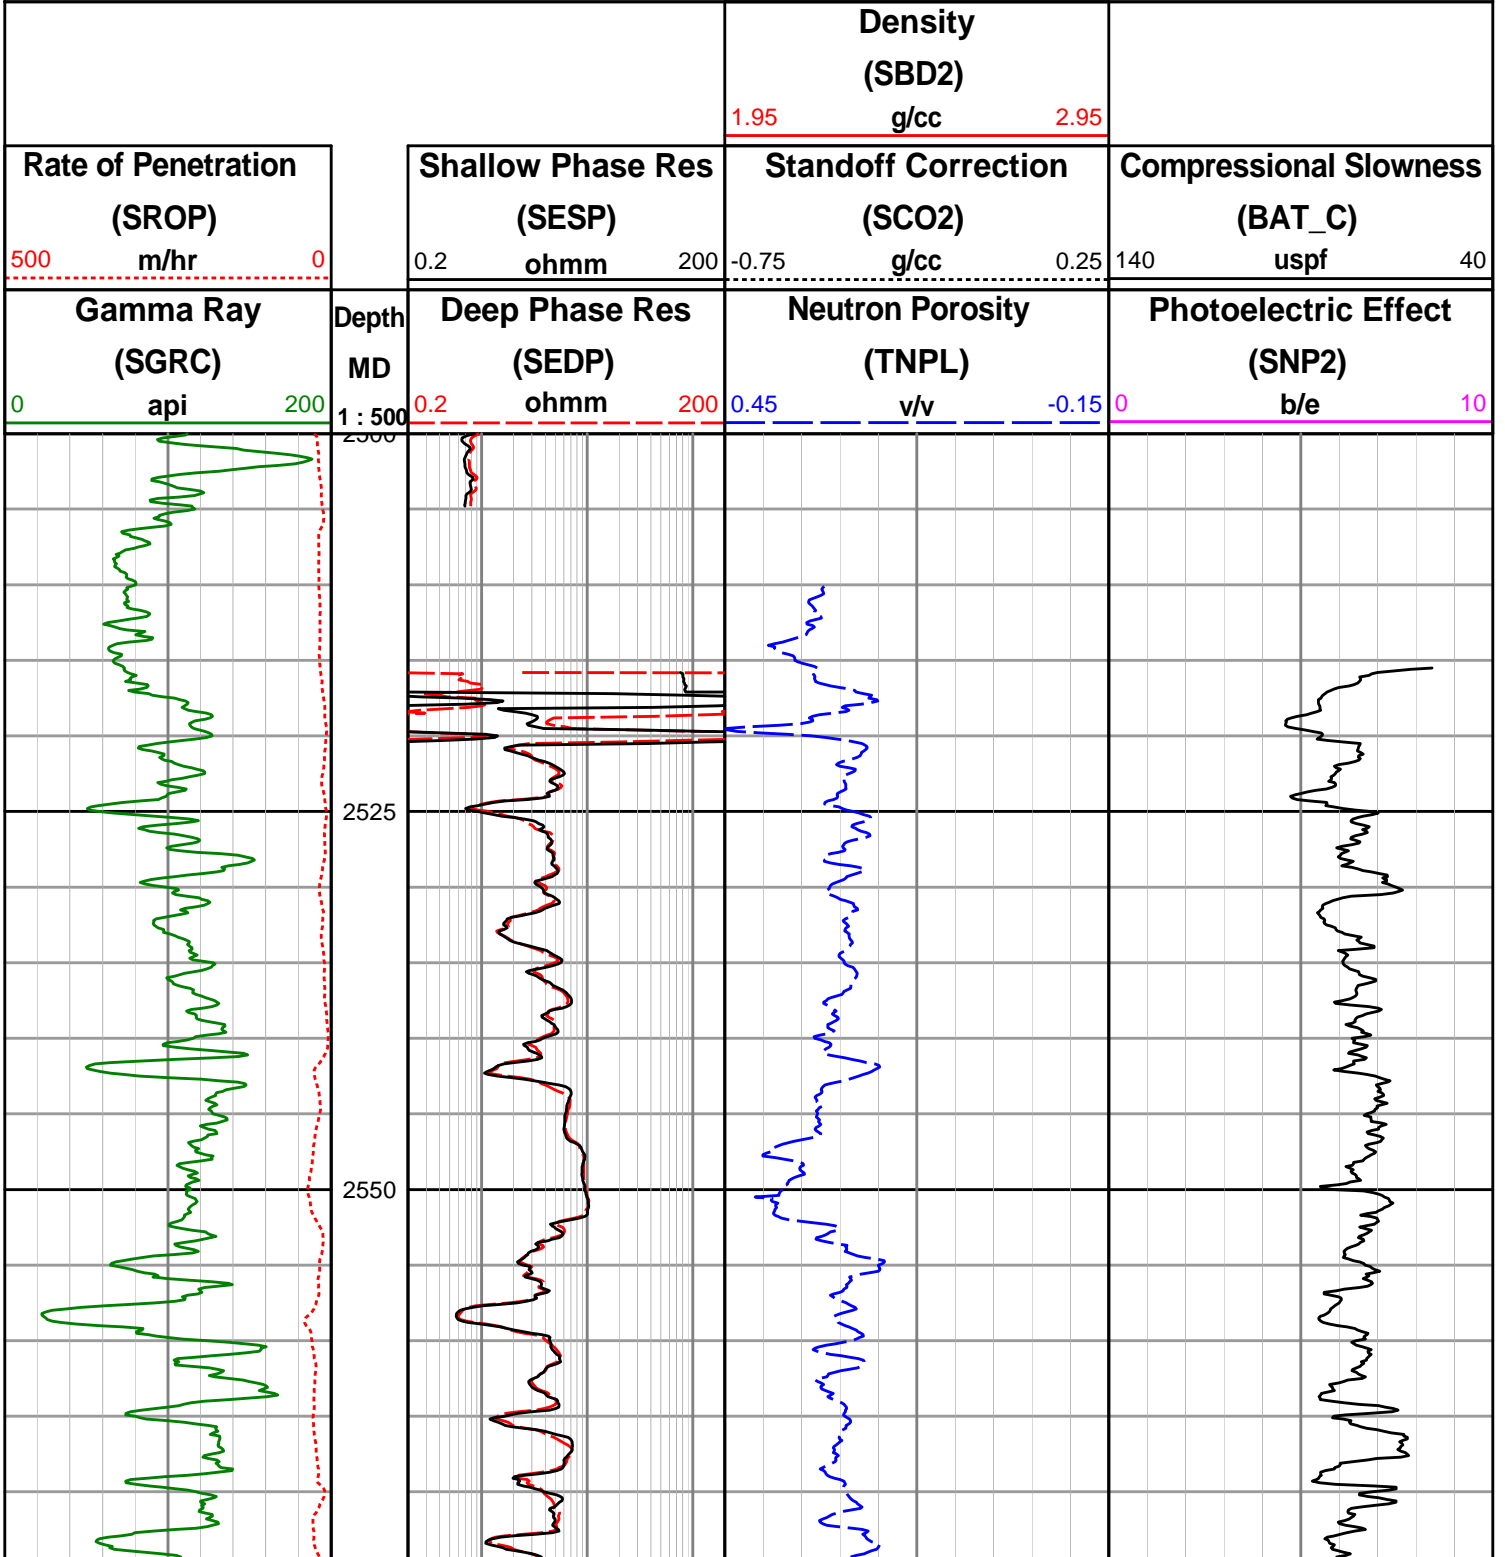 Density
(SBD2)
1.95 g/cc 2.95
Rate of Penetration
(SROP)
500 m/hr 0
Shallow Phase Res
(SESP)
0.2 ohmm 200
Standoff Correction
(SCO2)
-0.75 g/cc 0.25
Compressional Slowness
(BAT_C)
140 uspf 40
Gamma Ray
(SGRC)
0 api 200
Depth
MD
1 : 500
Deep Phase Res
(SEDP)
0.2 ohmm 200
Neutron Porosity
(TNPL)
0.45 v/v -0.15
Photoelectric Effect
(SNP2)
0 b/e 10
2500
2525
2550